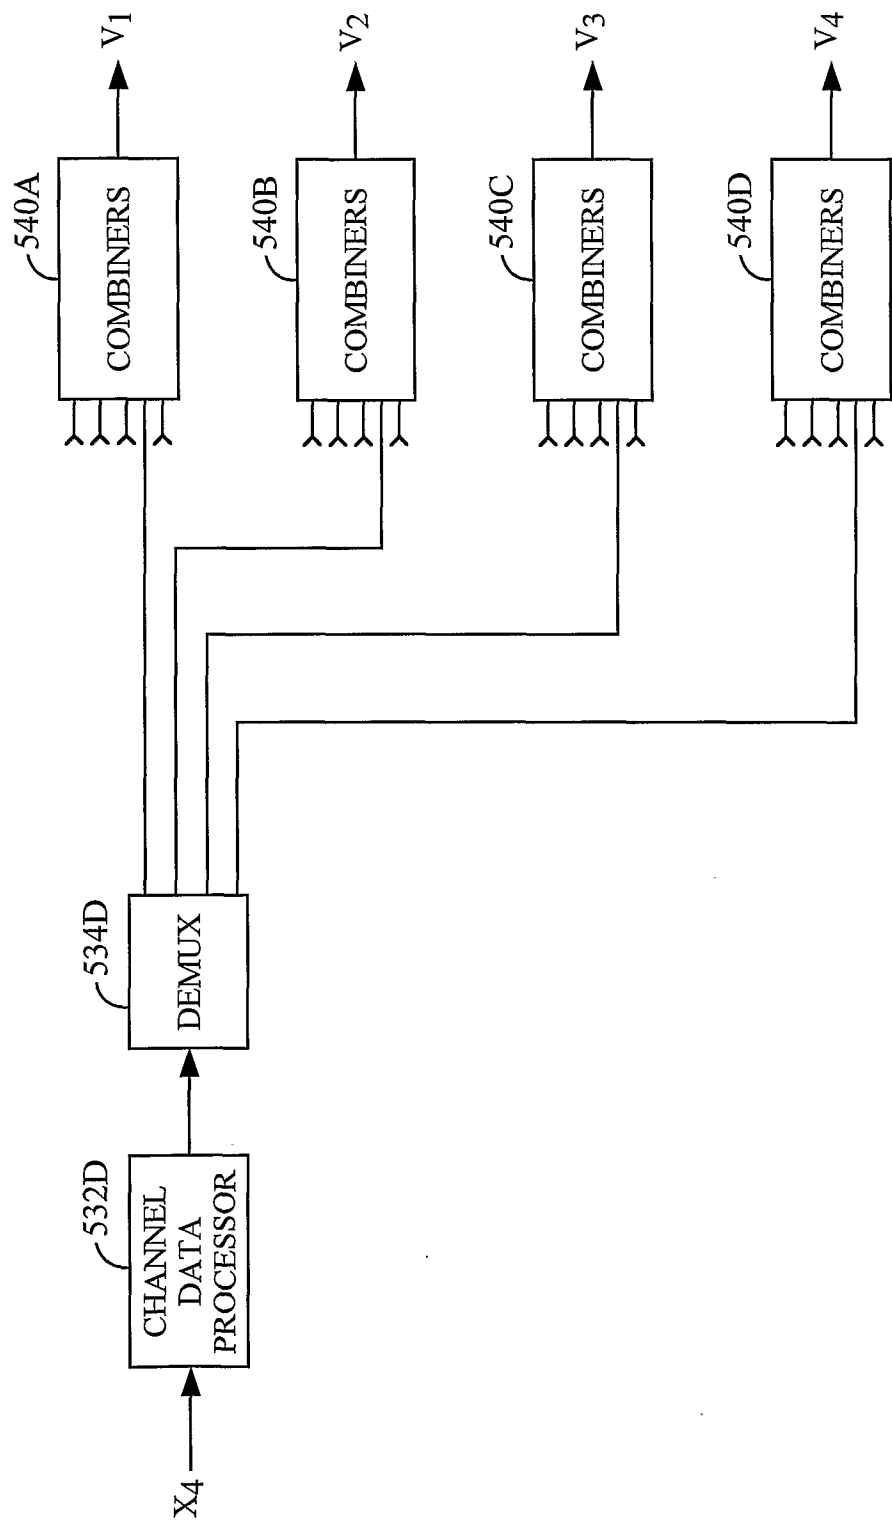 X4
532D
CHANNEL
DATA
PROCESSOR
534D
DEMUX
540A
COMBINERS
V1
540B
COMBINERS
V2
540C
COMBINERS
V3
540D
COMBINERS
V4